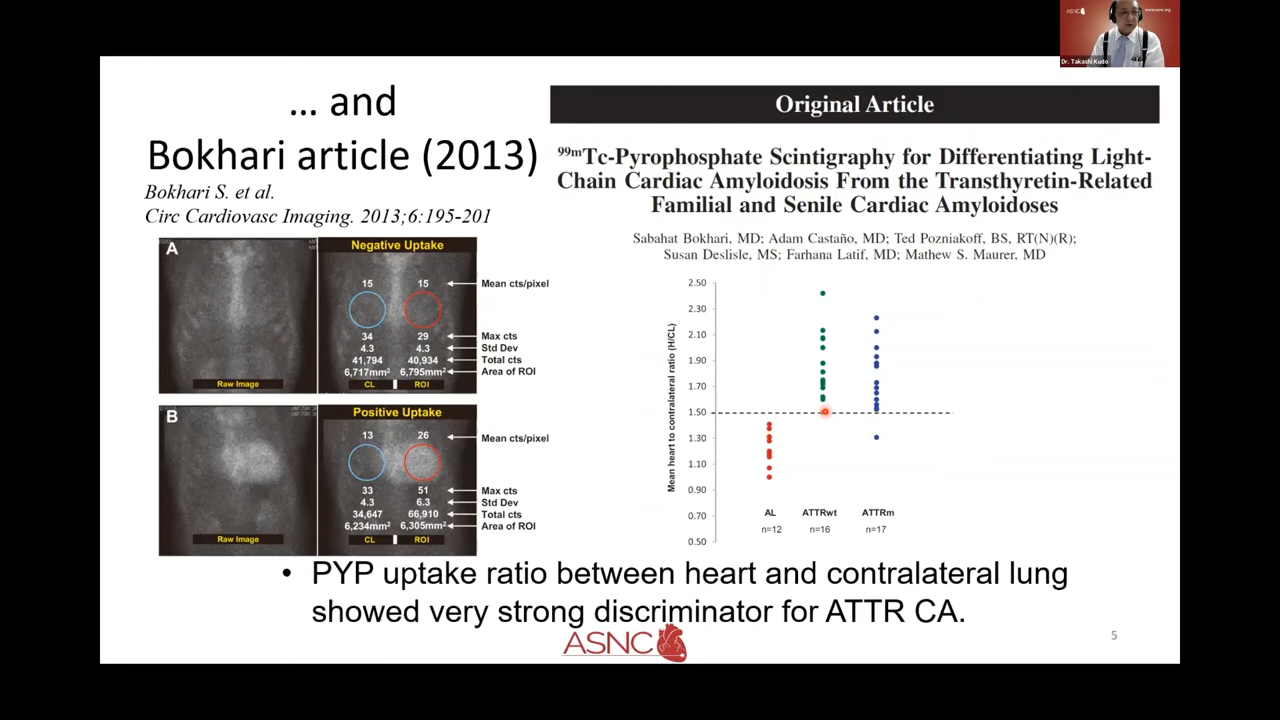 ASNC
www.asnc.org
Dr. Takashi Kudo
… and
Bokhari article (2013)
Bokhari S. et al.
Circ Cardiovasc Imaging. 2013;6:195-201
Original Article
99mTc-Pyrophosphate Scintigraphy for Differentiating Light-
Chain Cardiac Amyloidosis From the Transthyretin-Related
Familial and Senile Cardiac Amyloidoses
Sabahat Bokhari, MD; Adam Castaño, MD; Ted Pozniakoff, BS, RT(N)(R);
Susan Deslisle, MS; Farhana Latif, MD; Mathew S. Maurer, MD
A
Negative Uptake
15 15 Mean cts/pixel
34 29 Max cts
4.3 4.3 Std Dev
41,794 40,934 Total cts
6,717mm² 6,795mm² Area of ROI
Raw Image CL ROI
B
Positive Uptake
13 26 Mean cts/pixel
33 51 Max cts
4.3 6.3 Std Dev
34,647 66,910 Total cts
6,234mm² 6,305mm² Area of ROI
Raw Image CL ROI
Mean heart to contralateral ratio (H/CL)
2.50
2.30
2.10
1.90
1.70
1.50
1.30
1.10
0.90
0.70
0.50
AL ATTRwt ATTRm
n=12 n=16 n=17
• PYP uptake ratio between heart and contralateral lung
showed very strong discriminator for ATTR CA.
ASNC
5